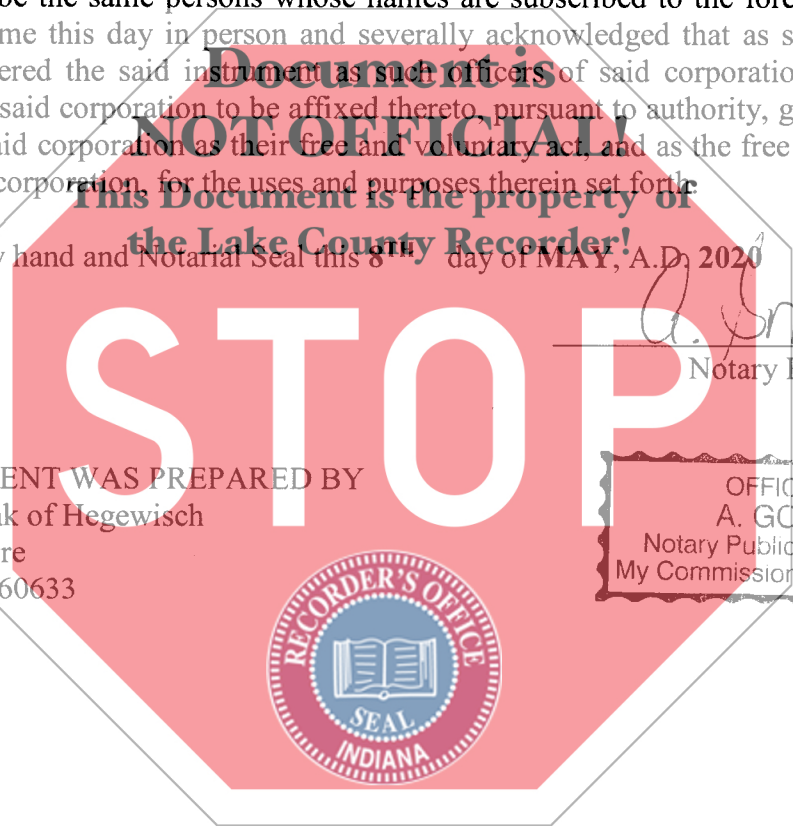 be the same persons whose names are subscribed to the fore
me this day in person and severally acknowledged that as s
Document is
ered the said instrument as such officers of said corporatio
said corporation to be affixed thereto, pursuant to authority, g
NOT OFFICIAL!
id corporation as their free and voluntary act, and as the free
corporation, for the uses and purposes therein set forth.
This Document is the property of
the Lake County Recorder!
y hand and Notarial Seal this 8TH day of MAY, A.D. 2020
STOP
Notary P
ENT WAS PREPARED BY
k of Hegewisch
re
60633
OFFIC
A. GO
Notary Public
My Commission
RECORDER'S OFFICE
SEAL
INDIANA